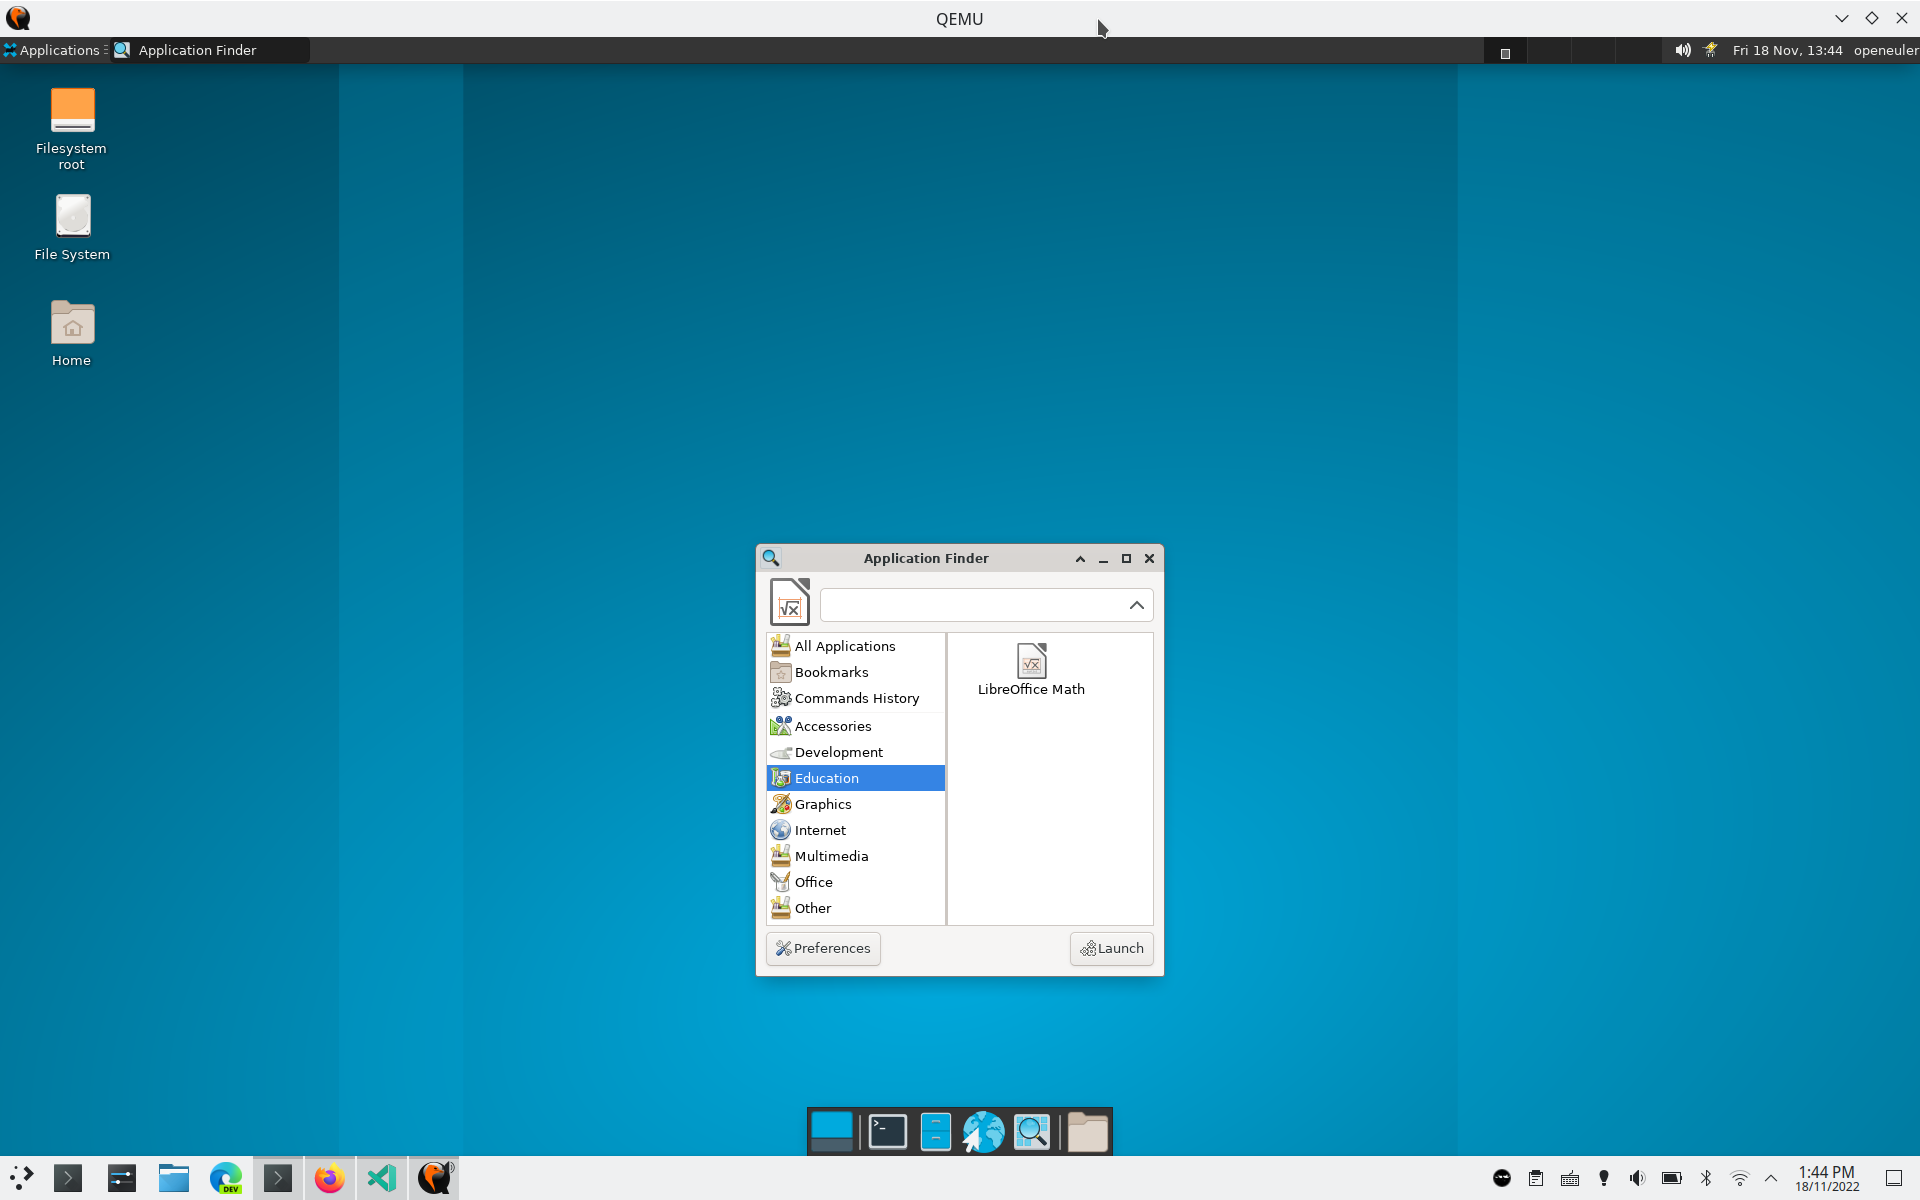 QEMU
Applications
Application Finder
Fri 18 Nov, 13:44
openeuler
Filesystem
root
File System
Home
Application Finder
All Applications
Bookmarks
Commands History
Accessories
Development
Education
Graphics
Internet
Multimedia
Office
Other
√x
LibreOffice Math
Preferences
Launch
DEV
1:44 PM
18/11/2022